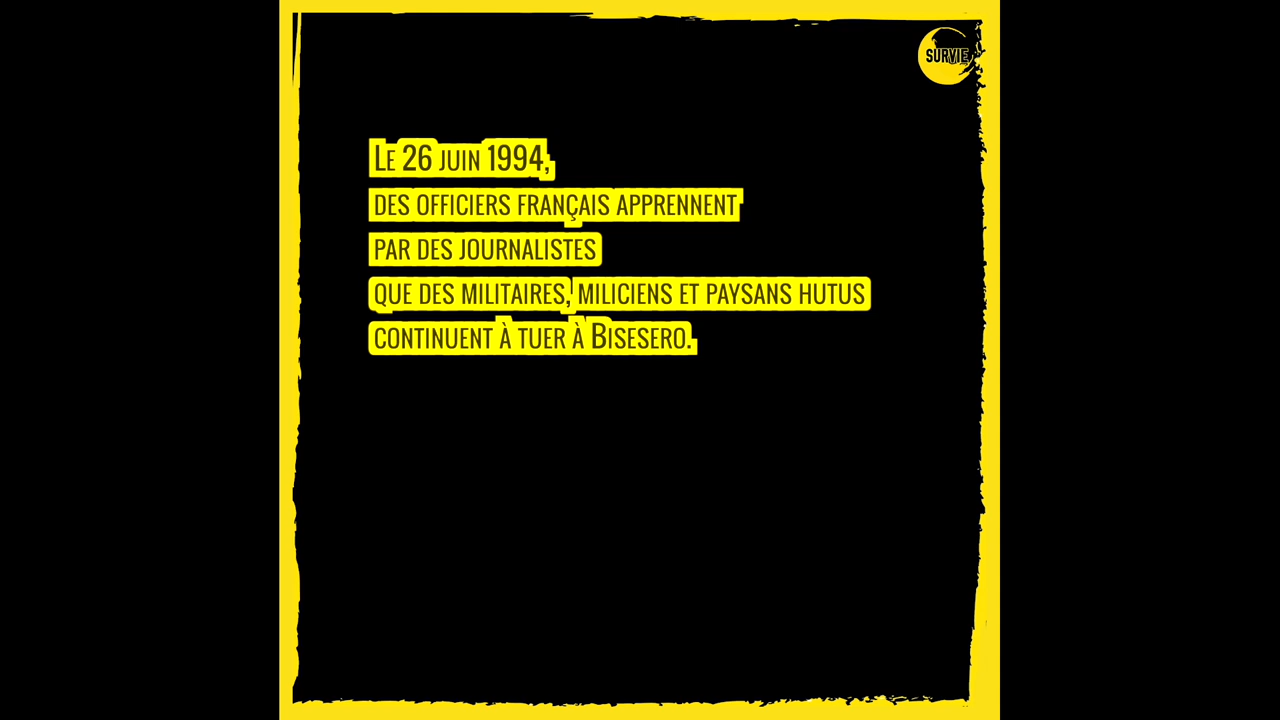 SURVIE
Le 26 juin 1994,
des officiers français apprennent
par des journalistes
que des militaires, miliciens et paysans hutus
continuent à tuer à Bisesero.